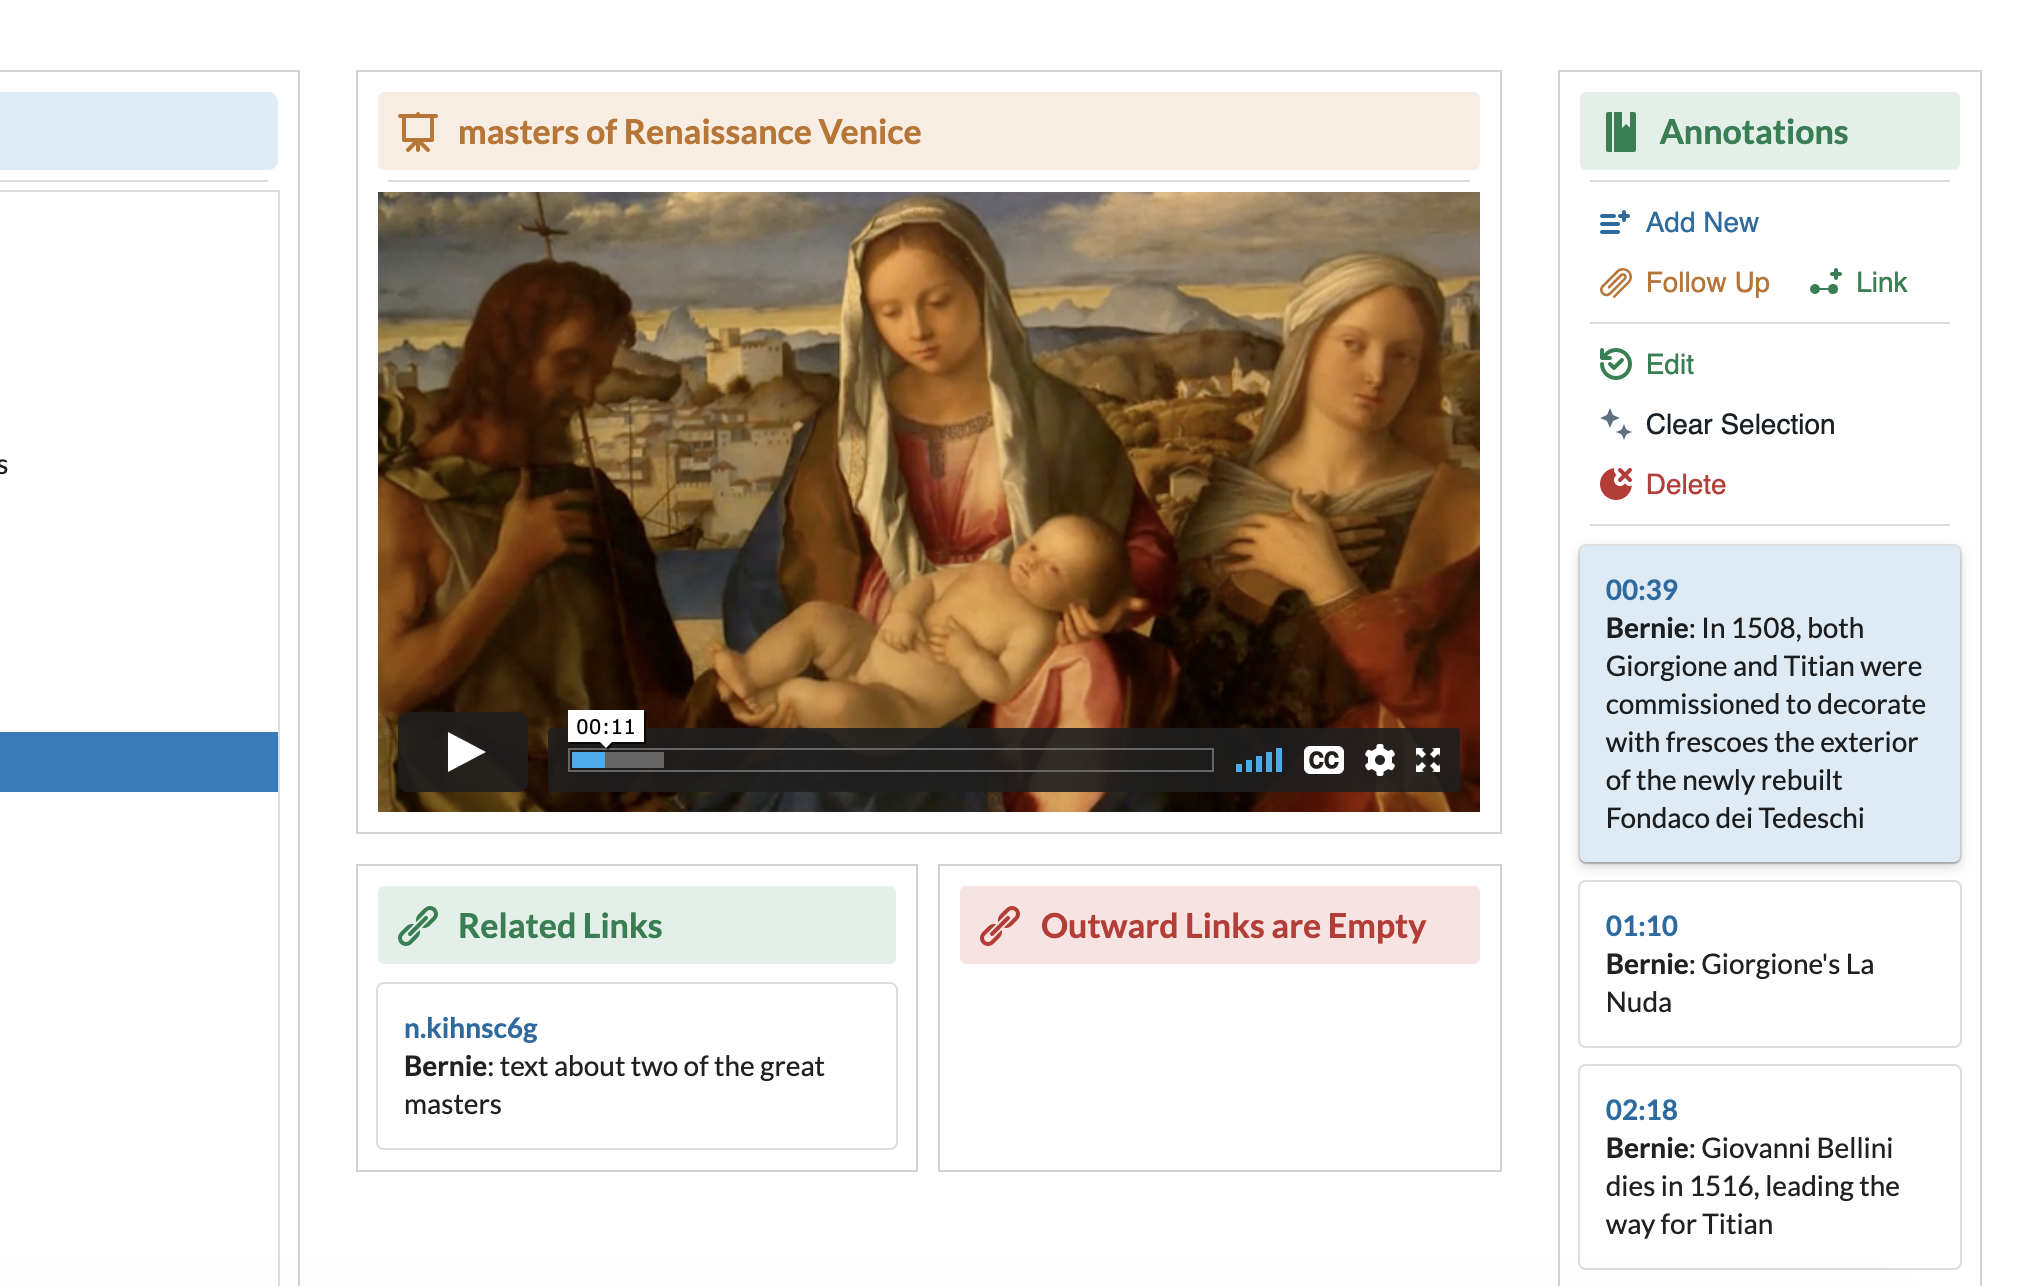 s
masters of Renaissance Venice
00:11
CC
Related Links
n.kihnsc6g
Bernie: text about two of the great
masters
Outward Links are Empty
Annotations
Add New
Follow Up
Link
Edit
Clear Selection
Delete
00:39
Bernie: In 1508, both
Giorgione and Titian were
commissioned to decorate
with frescoes the exterior
of the newly rebuilt
Fondaco dei Tedeschi
01:10
Bernie: Giorgione's La
Nuda
02:18
Bernie: Giovanni Bellini
dies in 1516, leading the
way for Titian